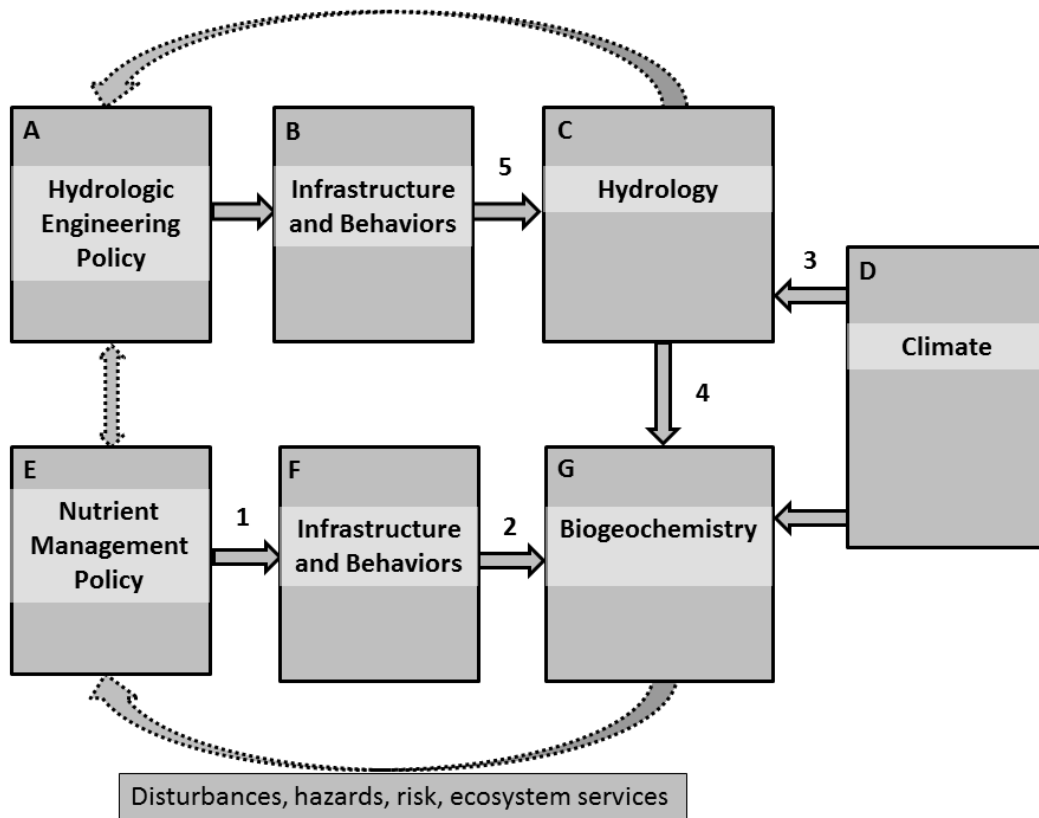 A
Hydrologic
Engineering
Policy
B
Infrastructure
and Behaviors
5
C
Hydrology
3
D
Climate
4
E
Nutrient
Management
Policy
1
F
Infrastructure
and Behaviors
2
G
Biogeochemistry
Disturbances, hazards, risk, ecosystem services